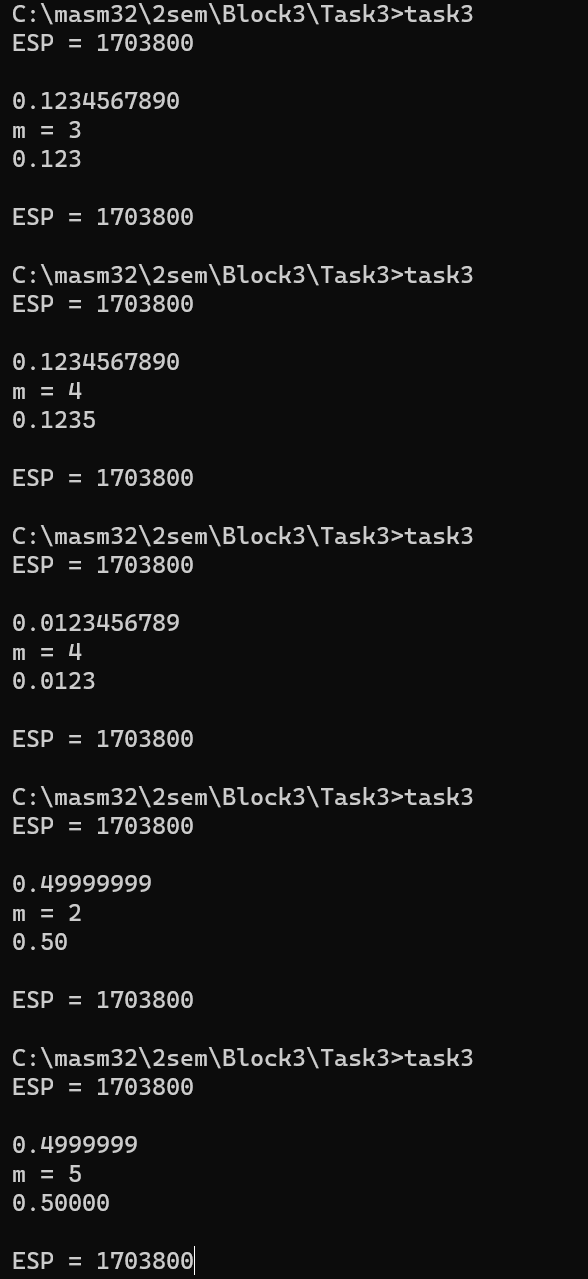 C:\masm32\2sem\Block3\Task3>task3
ESP = 1703800
0.1234567890
m = 3
0.123
ESP = 1703800
C:\masm32\2sem\Block3\Task3>task3
ESP = 1703800
0.1234567890
m = 4
0.1235
ESP = 1703800
C:\masm32\2sem\Block3\Task3>task3
ESP = 1703800
0.0123456789
m = 4
0.0123
ESP = 1703800
C:\masm32\2sem\Block3\Task3>task3
ESP = 1703800
0.49999999
m = 2
0.50
ESP = 1703800
C:\masm32\2sem\Block3\Task3>task3
ESP = 1703800
0.4999999
m = 5
0.50000
ESP = 1703800